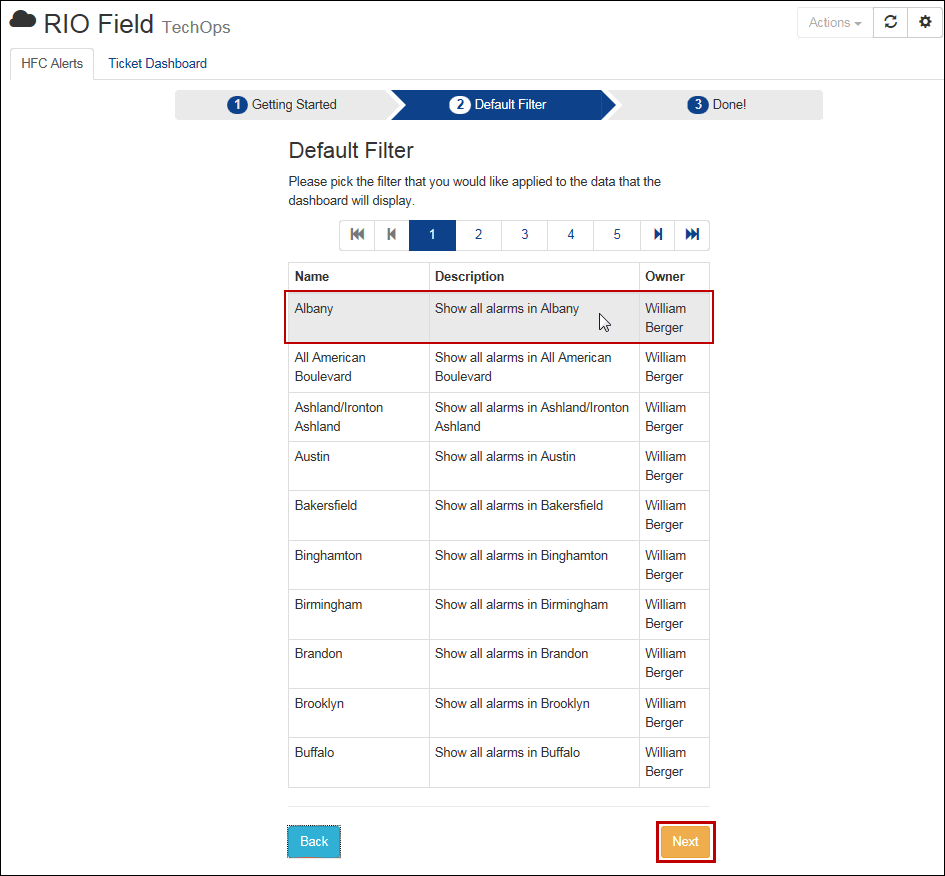 RIO Field TechOps
Actions
HFC Alerts Ticket Dashboard
1 Getting Started 2 Default Filter 3 Done!
Default Filter
Please pick the filter that you would like applied to the data that the
dashboard will display.
1 2 3 4 5
Name Description Owner
Albany Show all alarms in Albany William
Berger
All American Show all alarms in All American William
Boulevard Boulevard Berger
Ashland/Ironton Show all alarms in Ashland/Ironton William
Ashland Ashland Berger
Austin Show all alarms in Austin William
Berger
Bakersfield Show all alarms in Bakersfield William
Berger
Binghamton Show all alarms in Binghamton William
Berger
Birmingham Show all alarms in Birmingham William
Berger
Brandon Show all alarms in Brandon William
Berger
Brooklyn Show all alarms in Brooklyn William
Berger
Buffalo Show all alarms in Buffalo William
Berger
Back Next